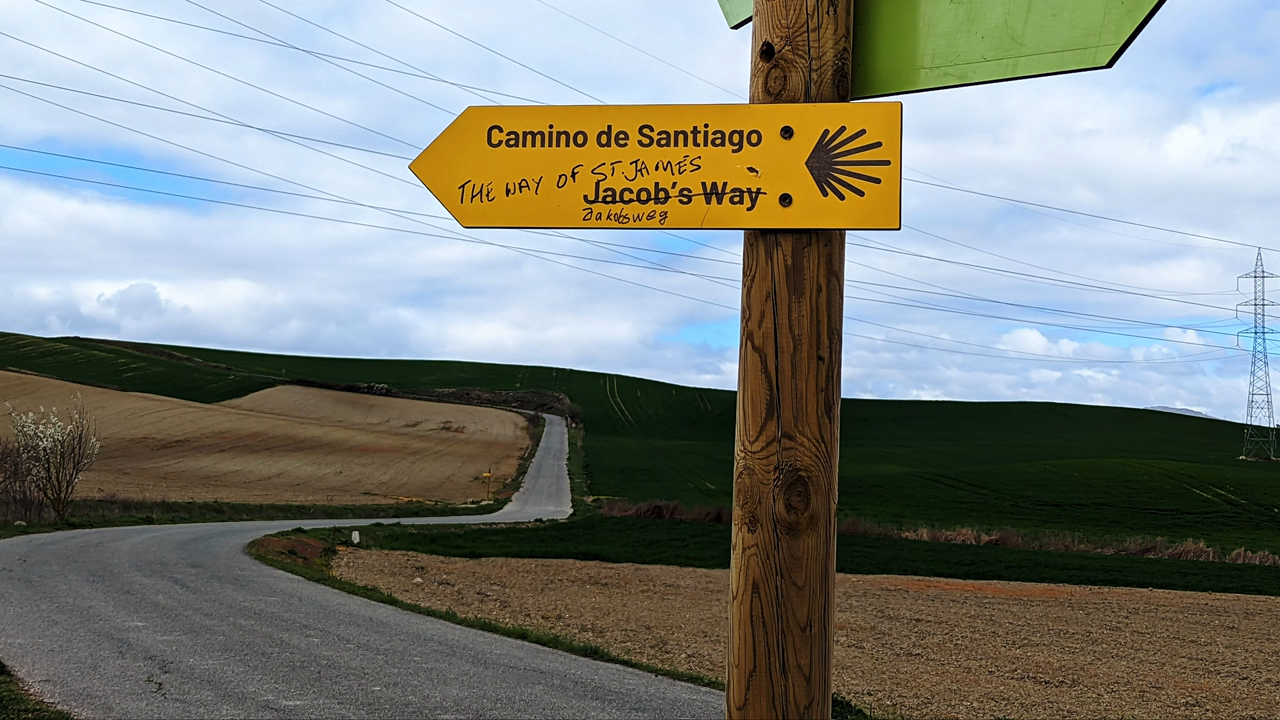 Camino de Santiago
THE WAY OF ST. JAMES
Jacob's Way
Jakobsweg